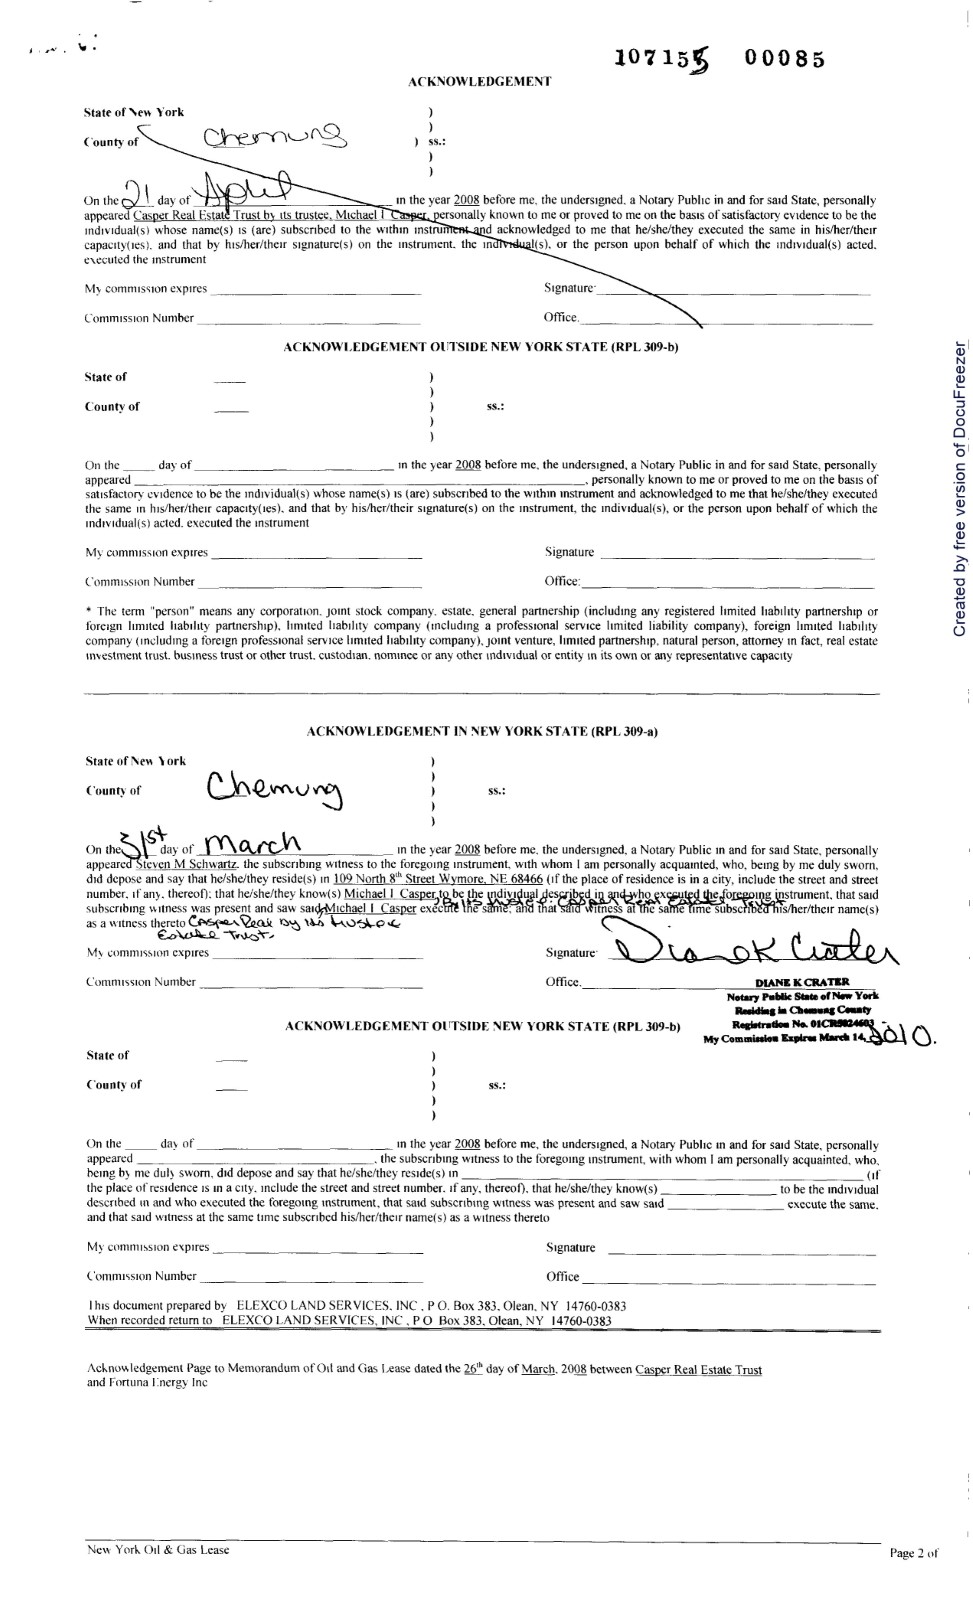 107155 00085
ACKNOWLEDGEMENT
State of New York )
)
County of Chemung ) ss.:
)
)
On the 21 day of April in the year 2008 before me, the undersigned, a Notary Public in and for said State, personally
appeared Casper Real Estate Trust by its trustee, Michael I Casper, personally known to me or proved to me on the basis of satisfactory evidence to be the
individual(s) whose name(s) is (are) subscribed to the within instrument and acknowledged to me that he/she/they executed the same in his/her/their
capacity(ies), and that by his/her/their signature(s) on the instrument, the individual(s), or the person upon behalf of which the individual(s) acted,
executed the instrument
My commission expires Signature
Commission Number Office.
ACKNOWLEDGEMENT OUTSIDE NEW YORK STATE (RPL 309-b)
State of )
)
County of ) ss.:
)
)
On the day of in the year 2008 before me, the undersigned, a Notary Public in and for said State, personally
appeared , personally known to me or proved to me on the basis of
satisfactory evidence to be the individual(s) whose name(s) is (are) subscribed to the within instrument and acknowledged to me that he/she/they executed
the same in his/her/their capacity(ies), and that by his/her/their signature(s) on the instrument, the individual(s), or the person upon behalf of which the
individual(s) acted, executed the instrument
My commission expires Signature
Commission Number Office:
* The term "person" means any corporation, joint stock company, estate, general partnership (including any registered limited liability partnership or
foreign limited liability partnership), limited liability company (including a professional service limited liability company), foreign limited liability
company (including a foreign professional service limited liability company), joint venture, limited partnership, natural person, attorney in fact, real estate
investment trust, business trust or other trust, custodian, nominee or any other individual or entity in its own or any representative capacity
ACKNOWLEDGEMENT IN NEW YORK STATE (RPL 309-a)
State of New York )
)
County of Chemung ) ss.:
)
)
On the 31st day of March in the year 2008 before me, the undersigned, a Notary Public in and for said State, personally
appeared Steven M Schwartz, the subscribing witness to the foregoing instrument, with whom I am personally acquainted, who, being by me duly sworn,
did depose and say that he/she/they reside(s) in 109 North 8th Street Wymore, NE 68466 (if the place of residence is in a city, include the street and street
number, if any, thereof); that he/she/they know(s) Michael I Casper to be the individual described in and who executed the foregoing instrument, that said
By its trustee Casper Real Estate Trust
subscribing witness was present and saw said Michael I Casper execute the same; and that said witness at the same time subscribed his/her/their name(s)
as a witness thereto Casper Real By its trustee
Estate Trust.
My commission expires Signature Diane K Crater
Commission Number Office.
DIANE K CRATER
Notary Public State of New York
Residing in Chemung County
Registration No. 01CR5024603
My Commission Expires March 14, 2010.
ACKNOWLEDGEMENT OUTSIDE NEW YORK STATE (RPL 309-b)
State of )
)
County of ) ss.:
)
)
On the day of in the year 2008 before me, the undersigned, a Notary Public in and for said State, personally
appeared , the subscribing witness to the foregoing instrument, with whom I am personally acquainted, who,
being by me duly sworn, did depose and say that he/she/they reside(s) in (if
the place of residence is in a city, include the street and street number, if any, thereof), that he/she/they know(s) to be the individual
described in and who executed the foregoing instrument, that said subscribing witness was present and saw said execute the same,
and that said witness at the same time subscribed his/her/their name(s) as a witness thereto
My commission expires Signature
Commission Number Office
This document prepared by ELEXCO LAND SERVICES, INC , P O. Box 383, Olean, NY 14760-0383
When recorded return to ELEXCO LAND SERVICES, INC , P O Box 383, Olean, NY 14760-0383
Acknowledgement Page to Memorandum of Oil and Gas Lease dated the 26th day of March, 2008 between Casper Real Estate Trust
and Fortuna Energy Inc
New York Oil & Gas Lease
Page 2 of
Created by free version of DocuFreezer